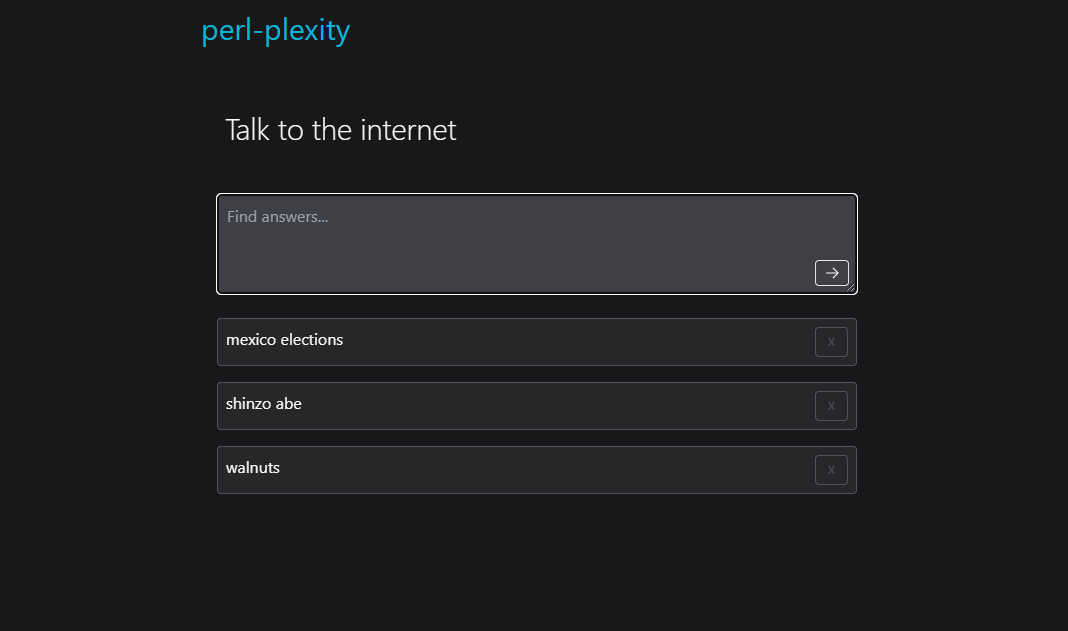 perl-plexity
Talk to the internet
Find answers...
mexico elections
x
shinzo abe
x
walnuts
x